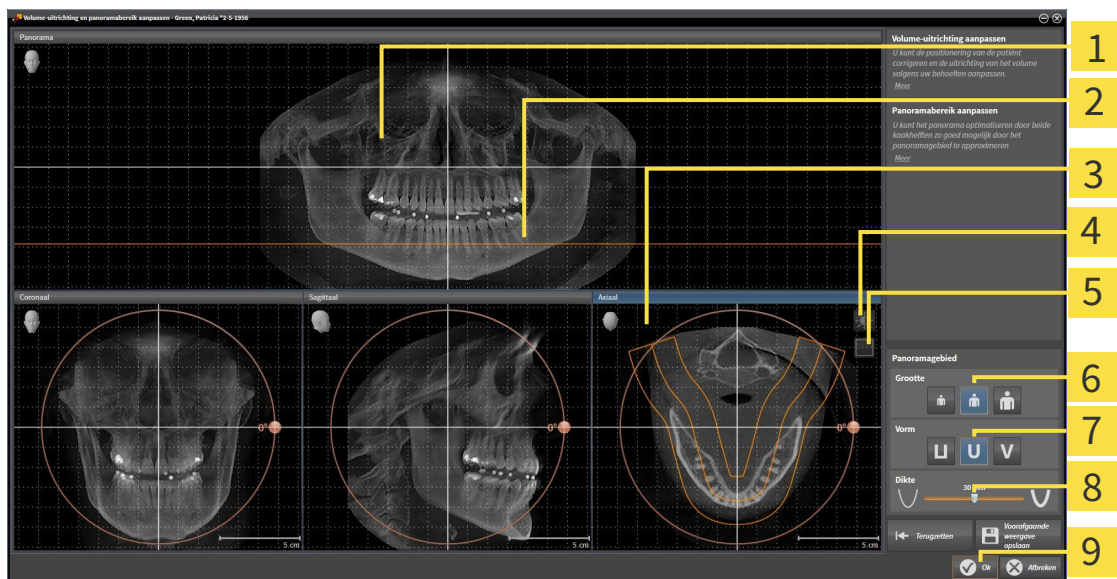 Volume-uitrichting en panoramabereik aanpassen - Green, Patricia *2-5-1956
Panorama
Volume-uitrichting aanpassen
U kunt de positionering van de patiënt
corrigeren en de uitrichting van het volume
volgens uw behoeften aanpassen.
Meer
Panoramabereik aanpassen
U kunt het panorama optimaliseren door beide
kaakhelften zo goed mogelijk door het
panoramagebied te approximeren
Meer
1
2
3
4
5
Coronaal
Sagittaal
Axiaal
0°
0°
0°
5 cm
5 cm
5 cm
Panoramagebied
Grootte
6
Vorm
U
V
7
Dikte
30
8
Terugzetten
Voorafgaande
weergave
opslaan
Ok
Afbreken
9